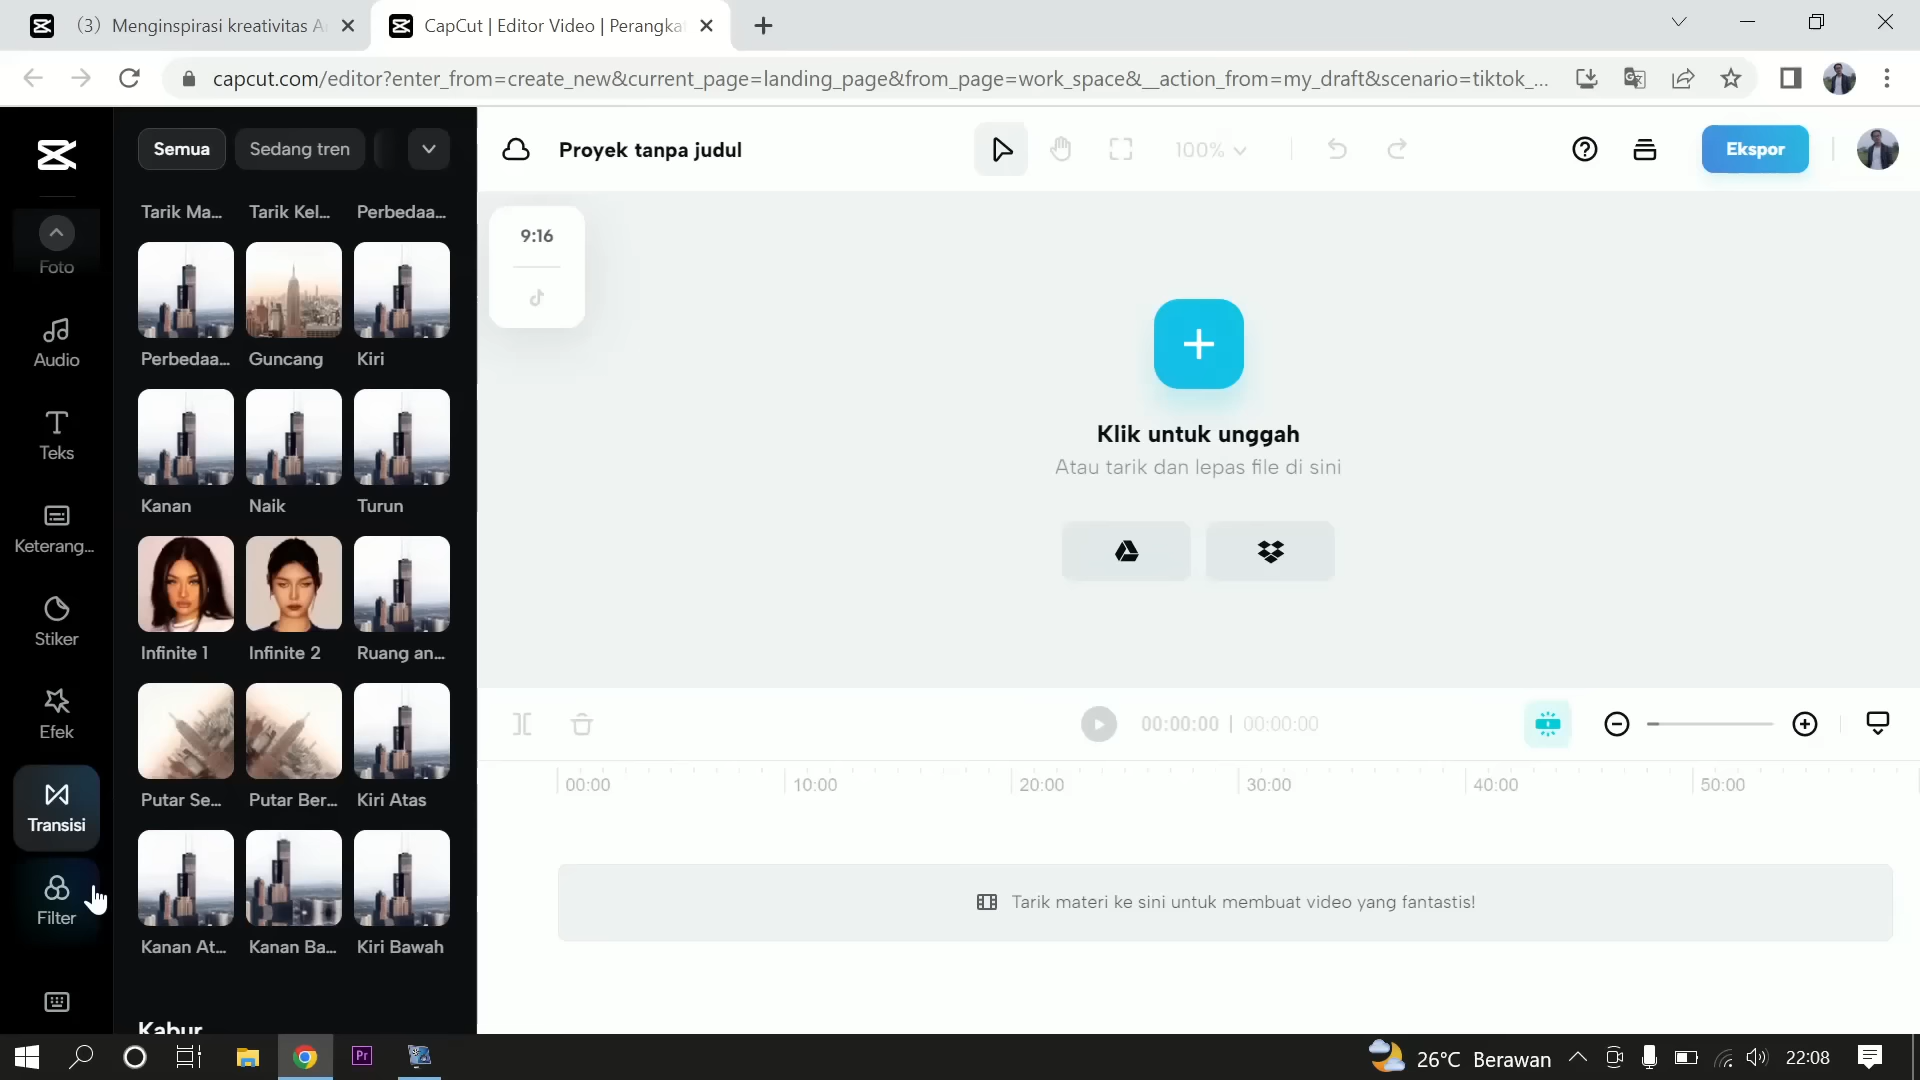 (3) Menginspirasi kreativitas A
CapCut | Editor Video | Perangka
capcut.com/editor?enter_from=create_new&current_page=landing_page&from_page=work_space&__action_from=my_draft&scenario=tiktok_...
Semua
Sedang tren
Proyek tanpa judul
100%
Ekspor
Foto
Audio
Teks
Keterang...
Stiker
Efek
Transisi
Filter
Tarik Ma...
Tarik Kel...
Perbedaa...
Perbedaa...
Guncang
Kiri
Kanan
Naik
Turun
Infinite 1
Infinite 2
Ruang an...
Putar Se...
Putar Ber...
Kiri Atas
Kanan At...
Kanan Ba...
Kiri Bawah
Kabur
9:16
Klik untuk unggah
Atau tarik dan lepas file di sini
00:00:00 | 00:00:00
00:00
10:00
20:00
30:00
40:00
50:00
Tarik materi ke sini untuk membuat video yang fantastis!
Pr
26°C Berawan
22:08